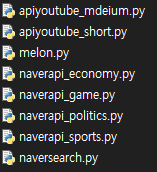 apiyoutube_mdeium.py
apiyoutube_short.py
melon.py
naverapi_economy.py
naverapi_game.py
naverapi_politics.py
naverapi_sports.py
naversearch.py